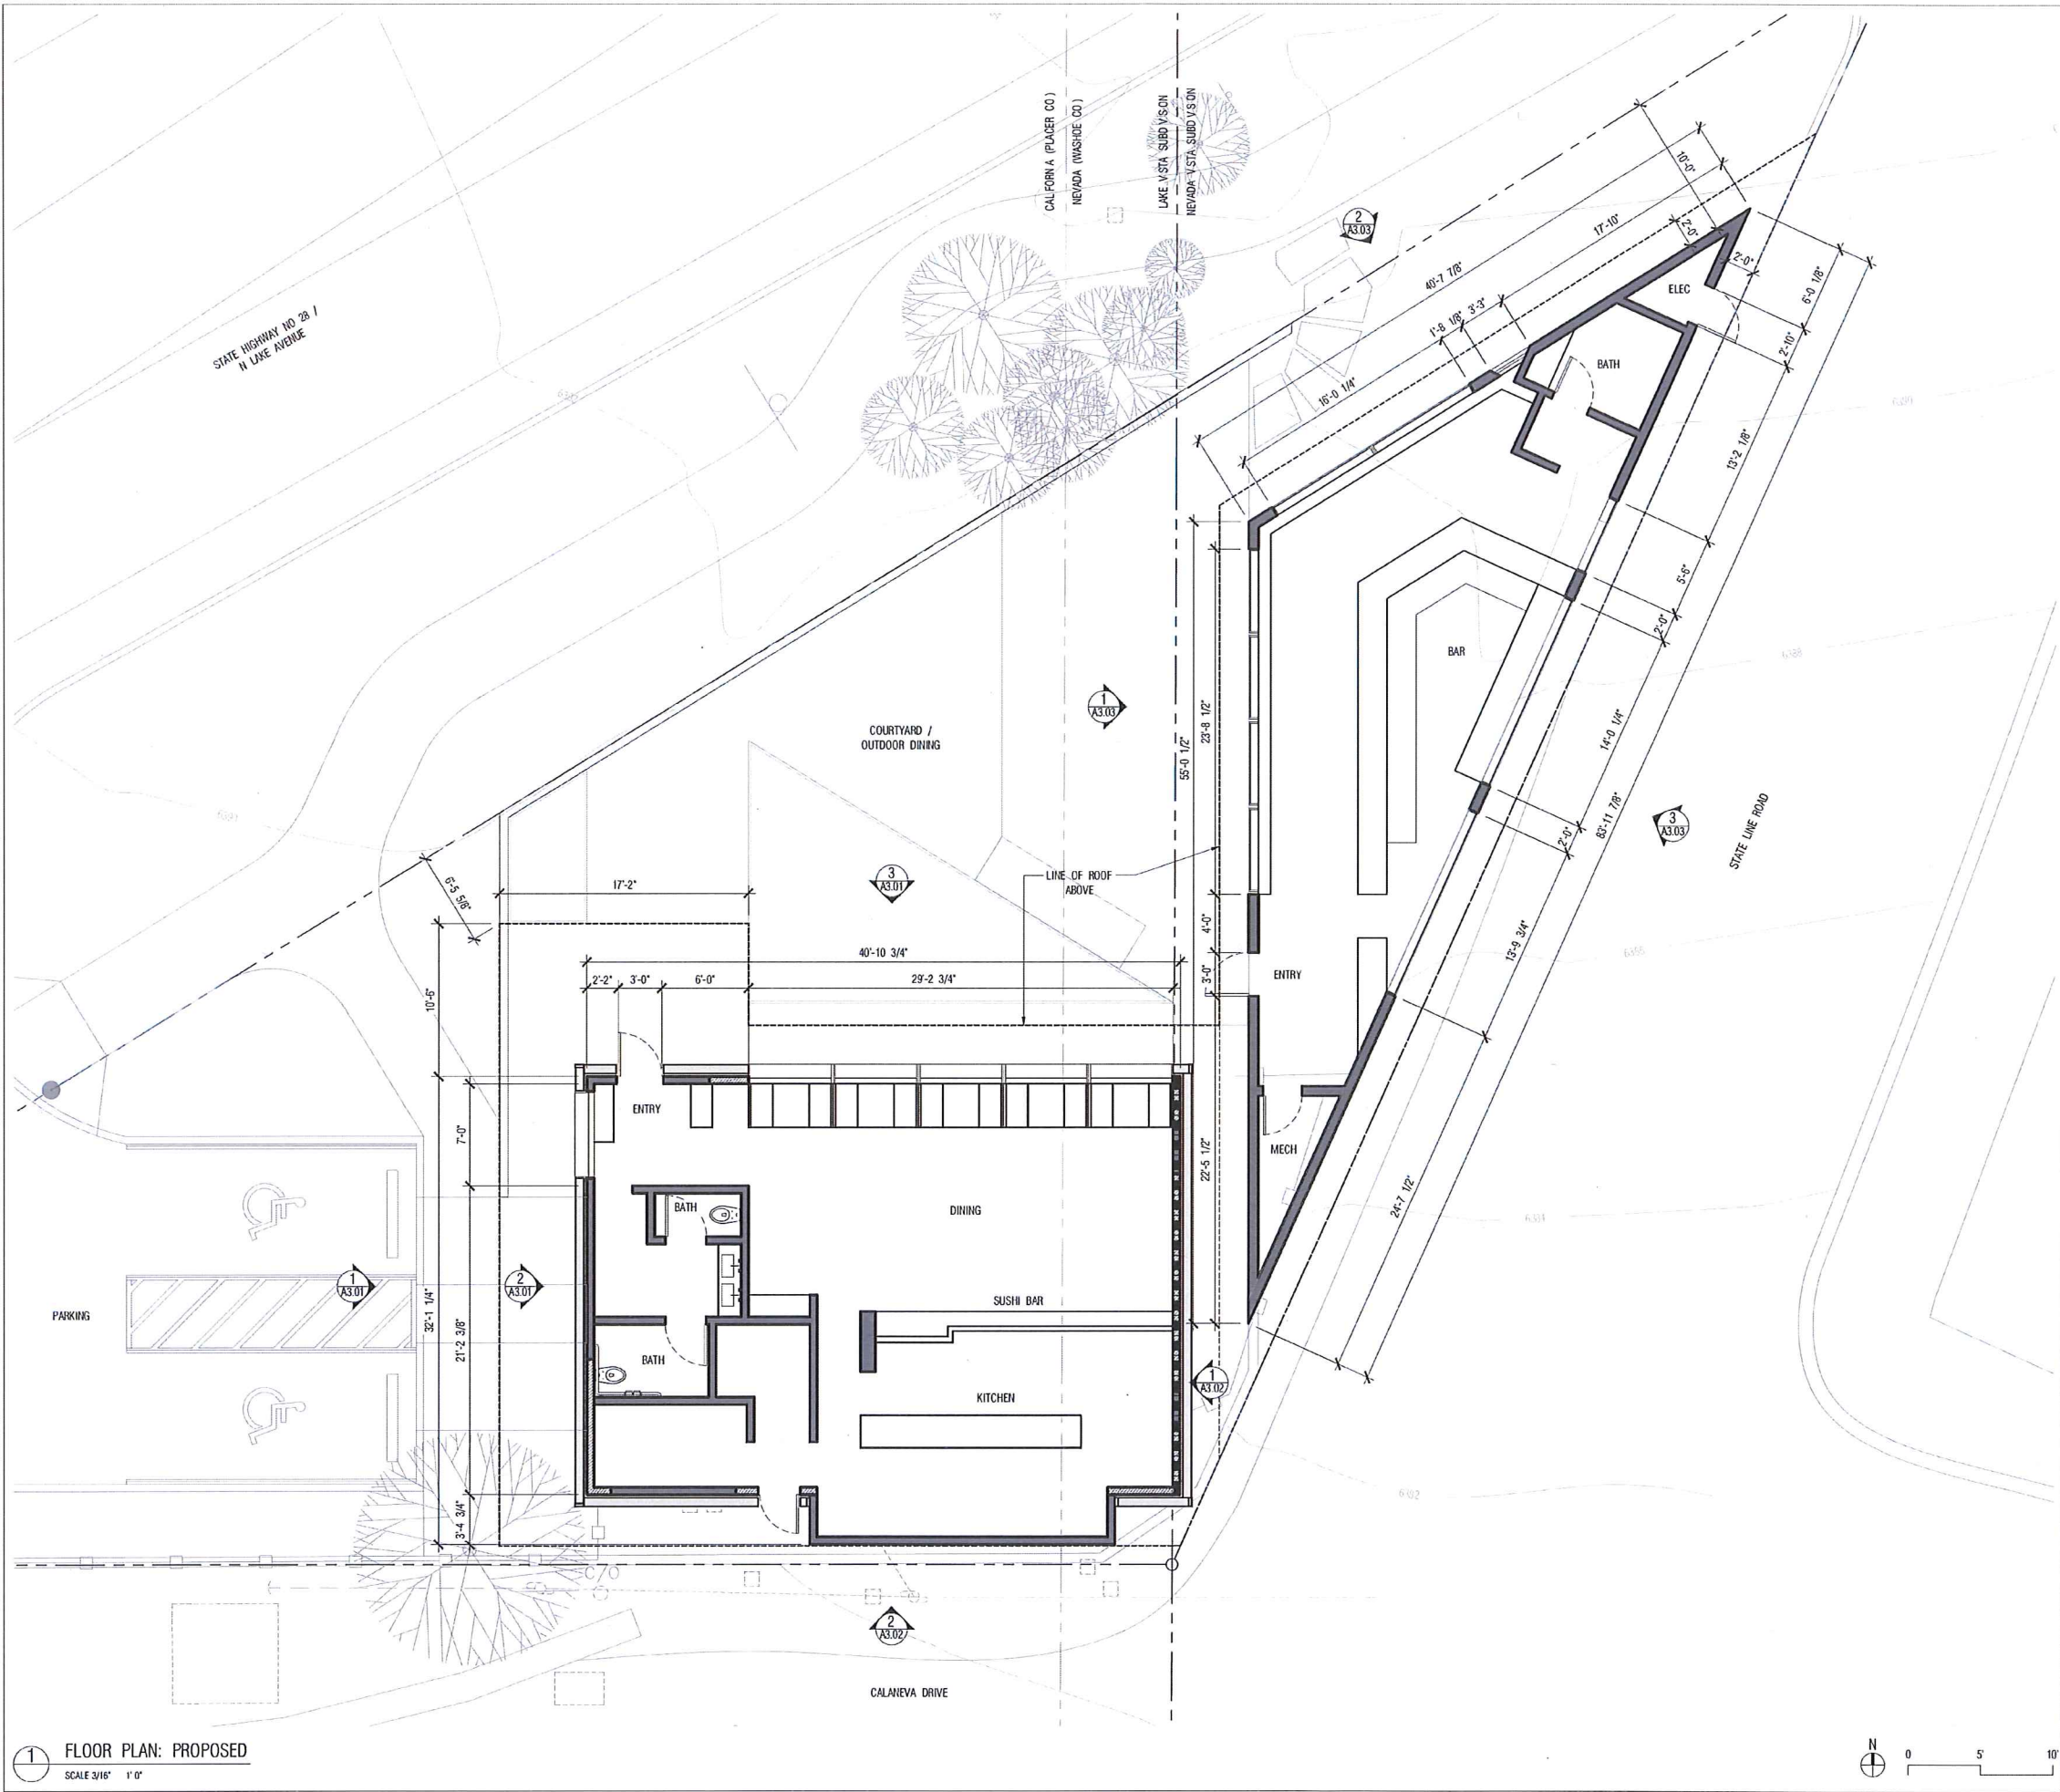 CALIFORN A (PLACER CO )
NEVADA (WASHOE CO )
LAKE V STA SUBD V S ON
NEVADA V STA SUBD V S ON
STATE HIGHWAY NO 28 /
N LAKE AVENUE
2
A3.03
10'-0"
17'-10"
2'-0"
2'-0"
40'-7 7/8"
1'-8 1/8"
3'-3"
16'-0 1/4"
ELEC
6'-0 1/8"
2'-10"
BATH
13'-2 1/8"
5'-6"
2'-0"
BAR
6388
14'-0 1/4"
83'-11 7/8"
2'-0"
3
A3.03
STATE LINE ROAD
1
A3.03
COURTYARD /
OUTDOOR DINING
55'-0 1/2"
23'-8 1/2"
LINE OF ROOF
ABOVE
3
A3.01
17'-2"
6'-5 5/8"
40'-10 3/4"
2'-2"
3'-0"
6'-0"
29'-2 3/4"
4'-0"
3'-0"
ENTRY
13'-9 3/4"
10'-6"
ENTRY
7'-0"
MECH
22'-5 1/2"
24'-7 1/2"
BATH
DINING
1
A3.01
2
A3.01
PARKING
32'-1 1/4"
21'-2 3/8"
SUSHI BAR
BATH
KITCHEN
1
A3.02
3'-4 3/4"
C/O
2
A3.02
CALANEVA DRIVE
1
FLOOR PLAN: PROPOSED
SCALE 3/16" 1' 0"
N
0
5'
10'